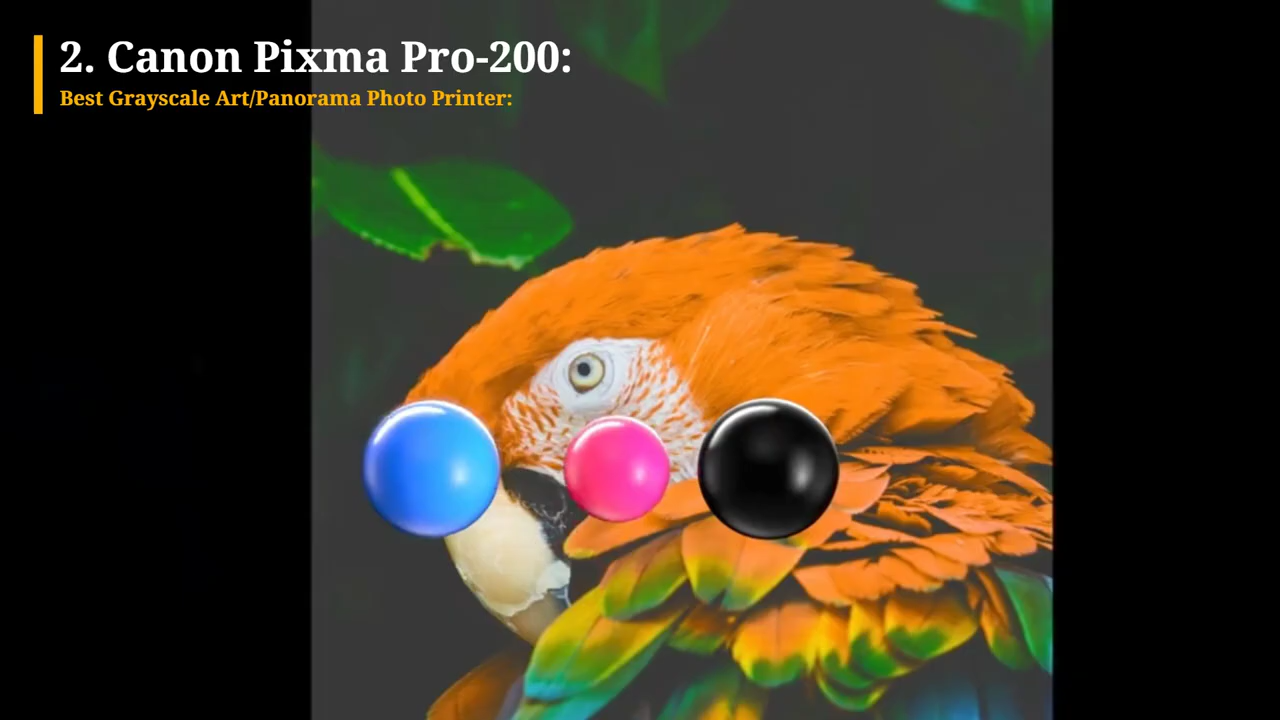 2. Canon Pixma Pro-200:
Best Grayscale Art/Panorama Photo Printer: